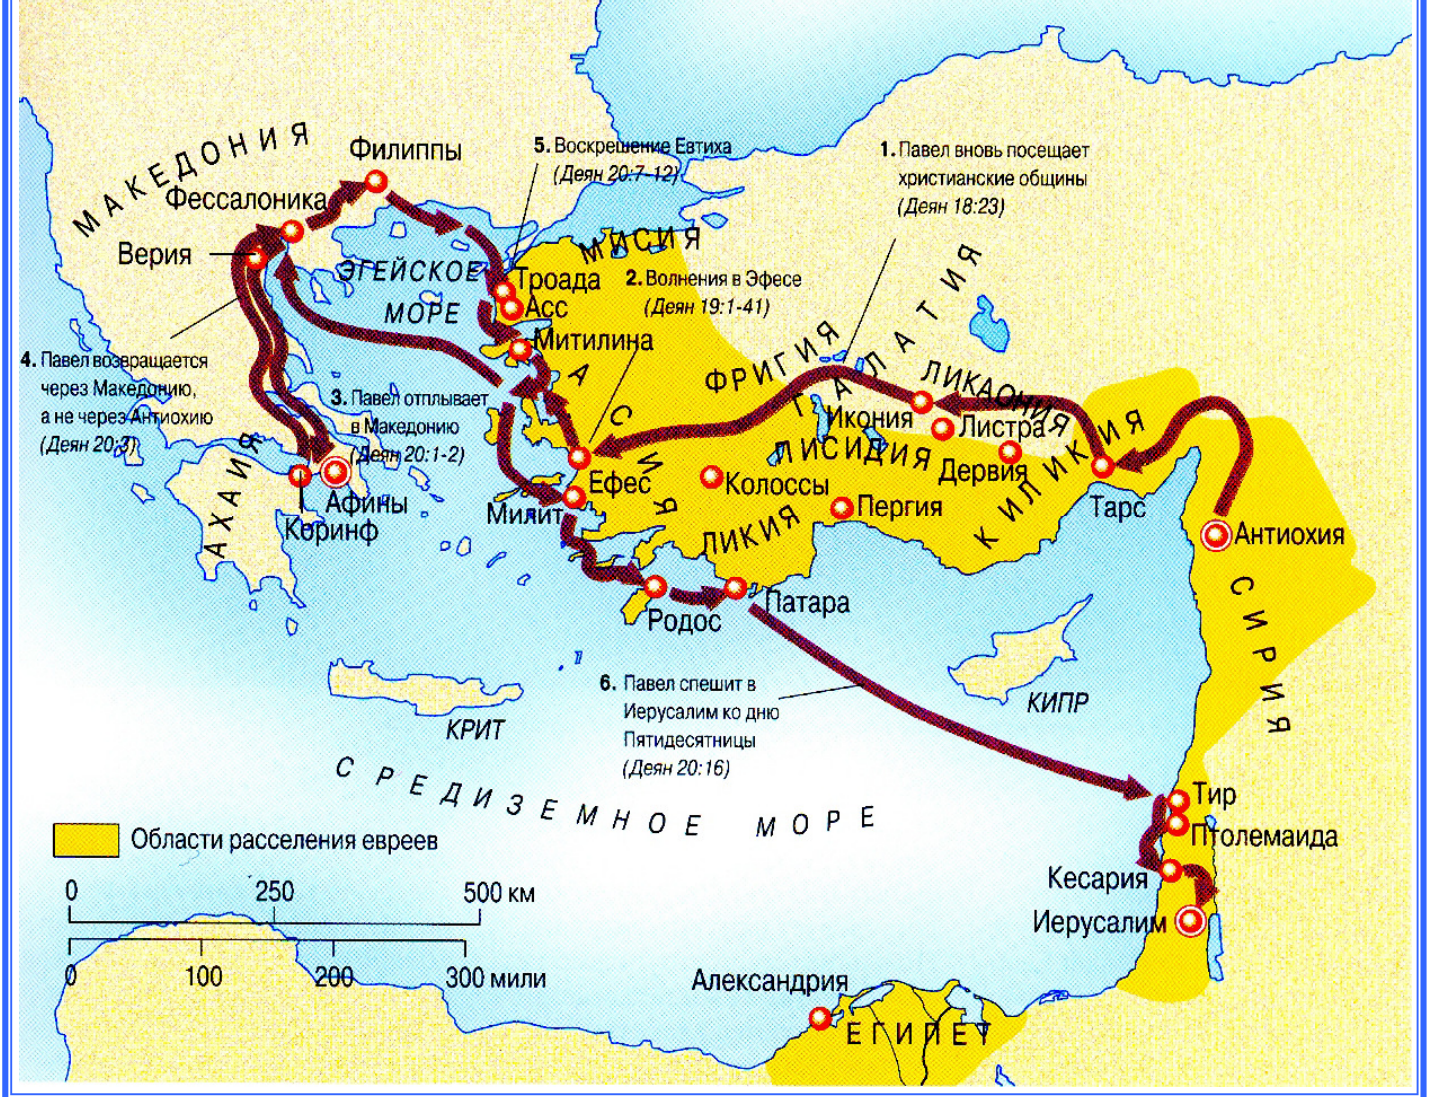 МАКЕДОНИЯ
Филиппы
Фессалоника
Верия
5. Воскрешение Евтиха
(Деян 20:7-12)
1. Павел вновь посещает
христианские общины
(Деян 18:23)
МИСИЯ
ЭГЕЙСКОЕ
МОРЕ
Троада
Асс
Митилина
2. Волнения в Эфесе
(Деян 19:1-41)
4. Павел возвращается
через Македонию,
а не через Антиохию
(Деян 20:3)
3. Павел отплывает
в Македонию
(Деян 20:1-2)
АСИЯ
ФРИГИЯ
ГАЛАТИЯ
ЛИКАОНИЯ
Икония
Листра
ПИСИДИЯ
Дервия
КИЛИКИЯ
Тарс
Антиохия
АХАИЯ
Афины
Коринф
Ефес
Милит
Колоссы
Пергия
ЛИКИЯ
Родос
Патара
СИРИЯ
6. Павел спешит в
Иерусалим ко дню
Пятидесятницы
(Деян 20:16)
КРИТ
КИПР
СРЕДИЗЕМНОЕ МОРЕ
Тир
Птолемаида
Кесария
Иерусалим
Области расселения евреев
0 250 500 км
0 100 200 300 мили
Александрия
ЕГИПЕТ